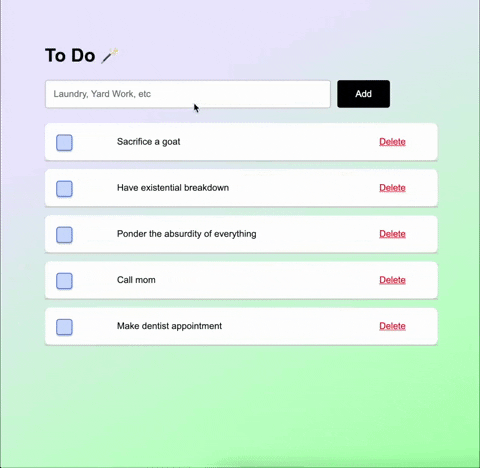 To Do 🪄
Laundry, Yard Work, etc Add
Sacrifice a goat Delete
Have existential breakdown Delete
Ponder the absurdity of everything Delete
Call mom Delete
Make dentist appointment Delete